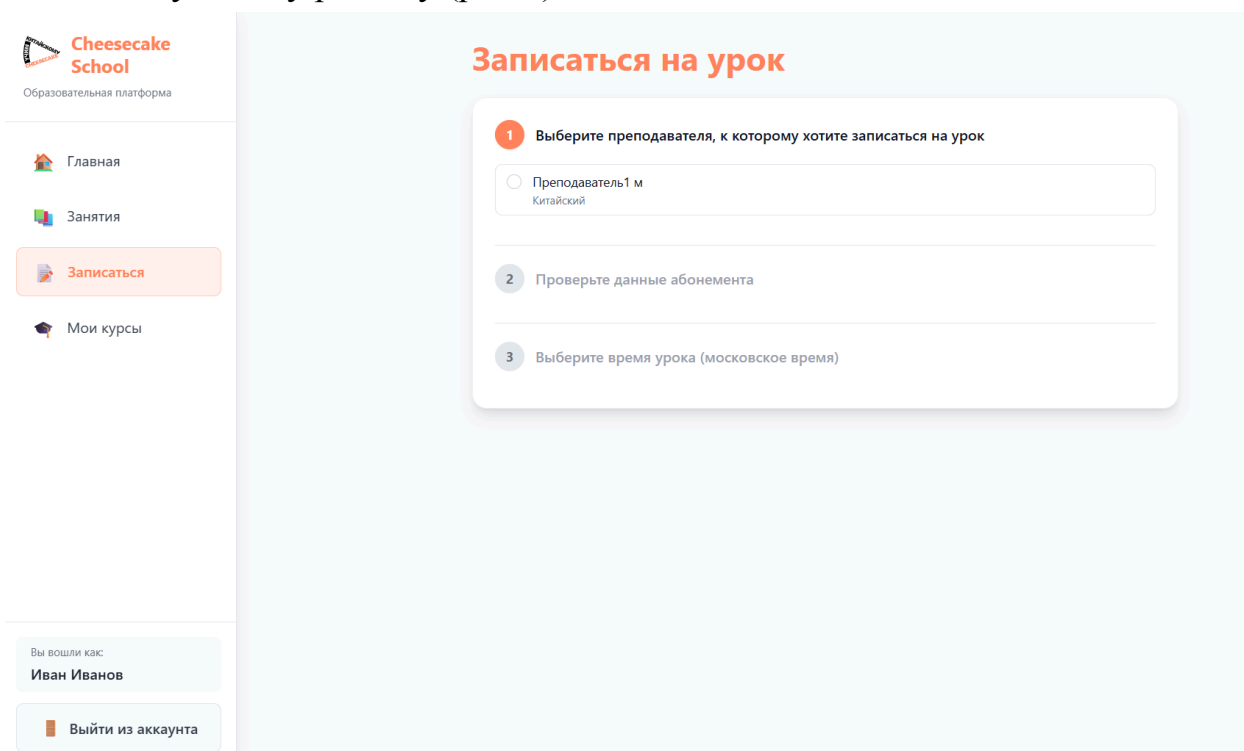 Cheesecake
School
Образовательная платформа
Главная
Занятия
Записаться
Мои курсы
Вы вошли как:
Иван Иванов
Выйти из аккаунта
Записаться на урок
1 Выберите преподавателя, к которому хотите записаться на урок
Преподаватель1 м
Китайский
2 Проверьте данные абонемента
3 Выберите время урока (московское время)